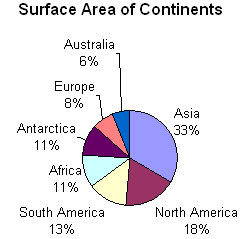 Surface Area of Continents
Australia
6%
Europe
8%
Asia
33%
Antarctica
11%
Africa
11%
South America
13%
North America
18%